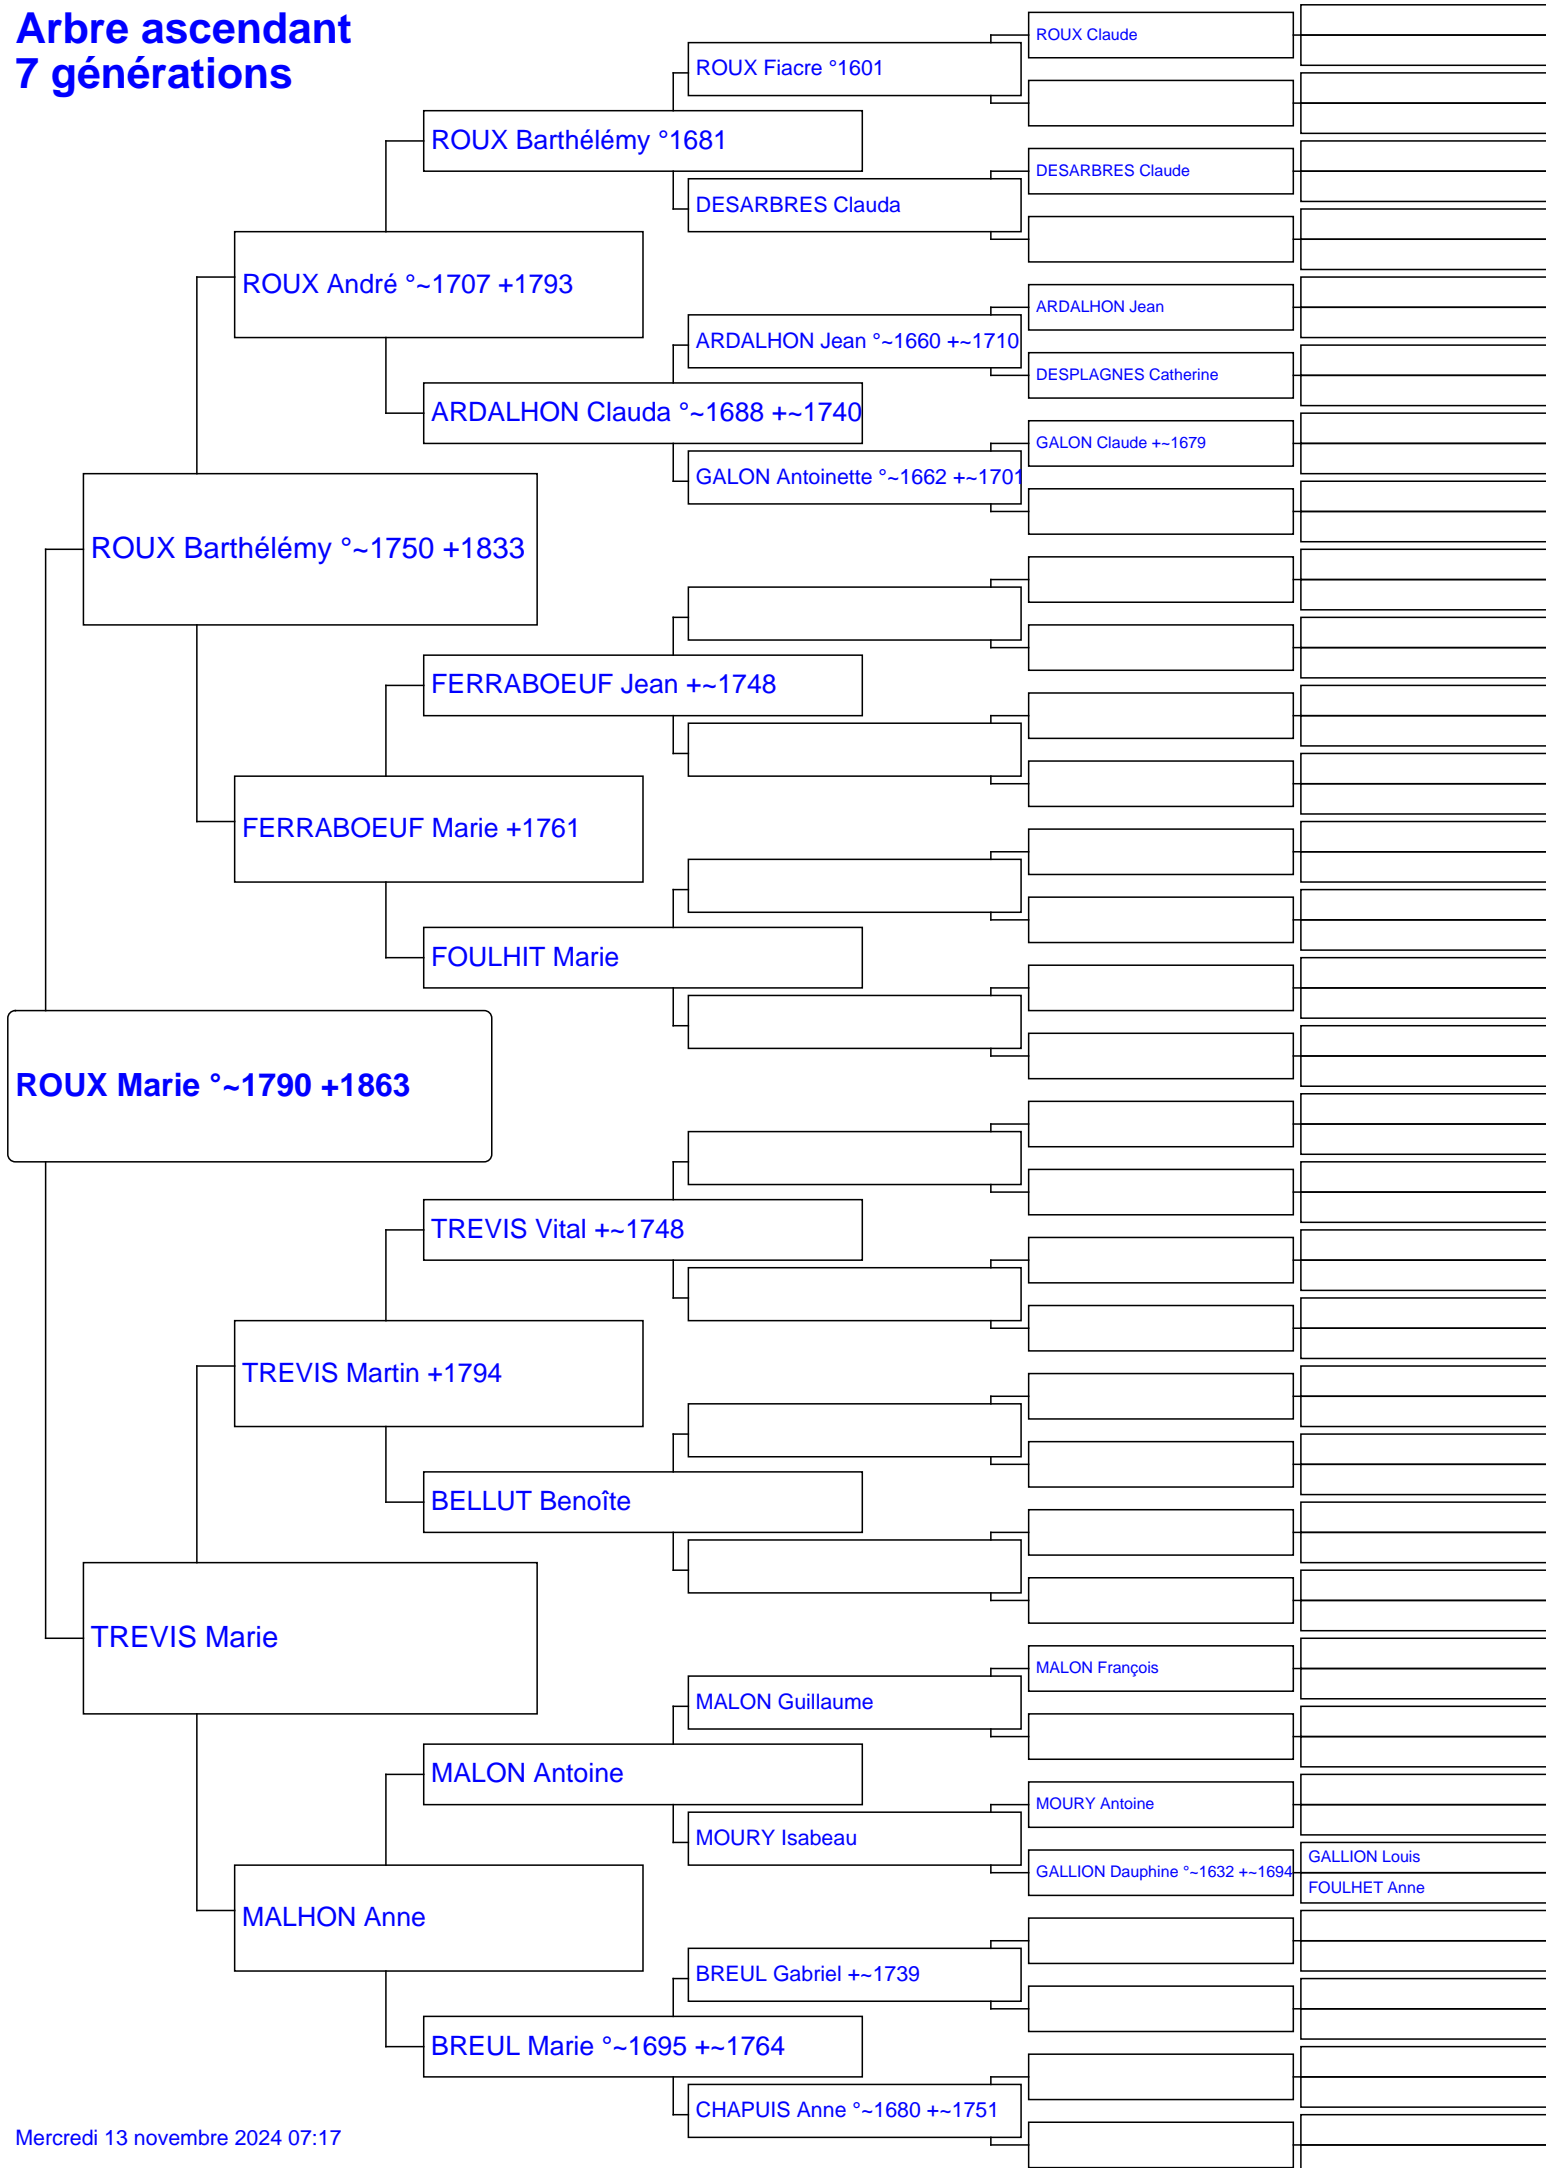 Arbre ascendant
7 générations
ROUX Claude
ROUX Fiacre °1601
ROUX Barthélémy °1681
DESARBRES Claude
DESARBRES Clauda
ROUX André °~1707 +1793
ARDALHON Jean
ARDALHON Jean °~1660 +~1710
DESPLAGNES Catherine
ARDALHON Clauda °~1688 +~1740
GALON Claude +~1679
GALON Antoinette °~1662 +~1701
ROUX Barthélémy °~1750 +1833
FERRABOEUF Jean +~1748
FERRABOEUF Marie +1761
FOULHIT Marie
ROUX Marie °~1790 +1863
TREVIS Vital +~1748
TREVIS Martin +1794
BELLUT Benoîte
TREVIS Marie
MALON François
MALON Guillaume
MALON Antoine
MOURY Antoine
MOURY Isabeau
GALLION Louis
GALLION Dauphine °~1632 +~1694
FOULHET Anne
MALHON Anne
BREUL Gabriel +~1739
BREUL Marie °~1695 +~1764
CHAPUIS Anne °~1680 +~1751
Mercredi 13 novembre 2024 07:17